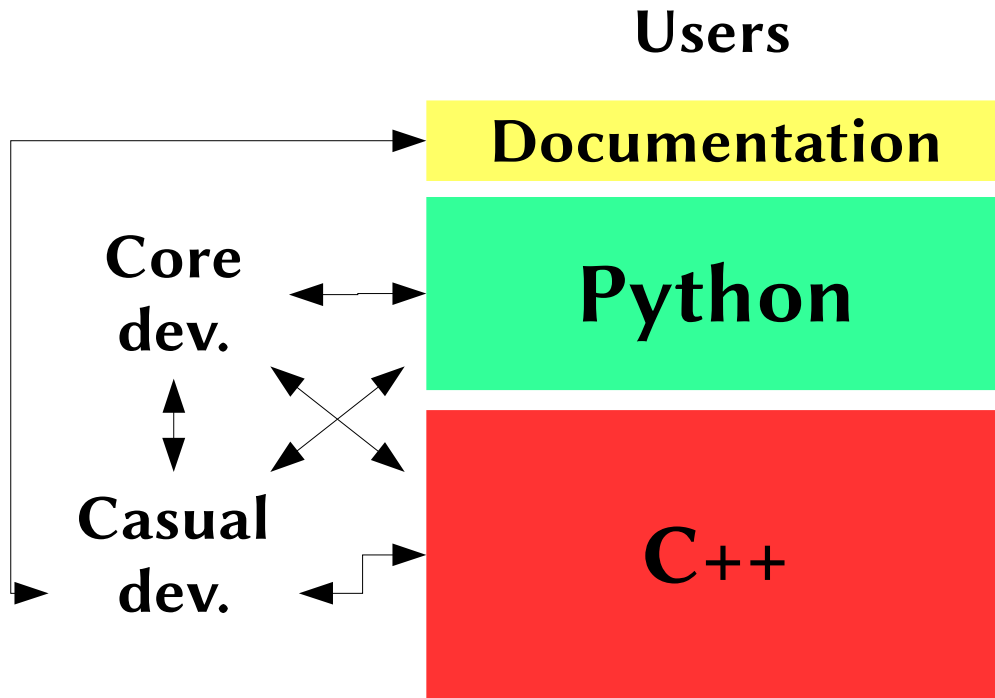 Users
Documentation
Core
dev.
Python
Casual
dev.
C++